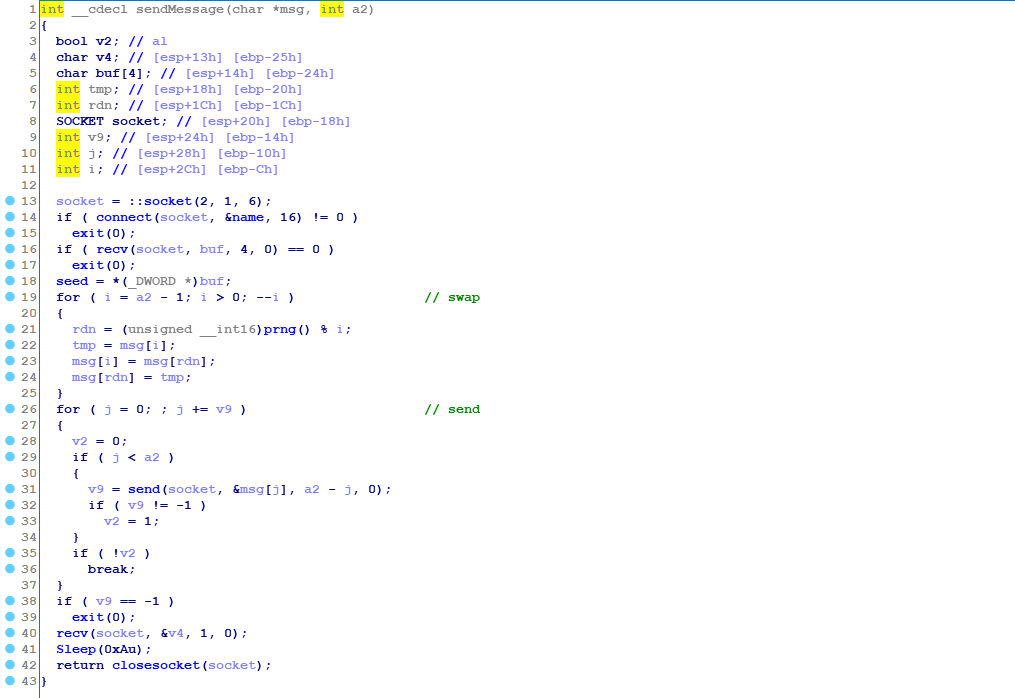 1 int __cdecl sendMessage(char *msg, int a2)
2 {
3 bool v2; // al
4 char v4; // [esp+13h] [ebp-25h]
5 char buf[4]; // [esp+14h] [ebp-24h]
6 int tmp; // [esp+18h] [ebp-20h]
7 int rdn; // [esp+1Ch] [ebp-1Ch]
8 SOCKET socket; // [esp+20h] [ebp-18h]
9 int v9; // [esp+24h] [ebp-14h]
10 int j; // [esp+28h] [ebp-10h]
11 int i; // [esp+2Ch] [ebp-Ch]
12
13 socket = ::socket(2, 1, 6);
14 if ( connect(socket, &name, 16) != 0 )
15 exit(0);
16 if ( recv(socket, buf, 4, 0) == 0 )
17 exit(0);
18 seed = *(_DWORD *)buf;
19 for ( i = a2 - 1; i > 0; --i ) // swap
20 {
21 rdn = (unsigned __int16)prng() % i;
22 tmp = msg[i];
23 msg[i] = msg[rdn];
24 msg[rdn] = tmp;
25 }
26 for ( j = 0; ; j += v9 ) // send
27 {
28 v2 = 0;
29 if ( j < a2 )
30 {
31 v9 = send(socket, &msg[j], a2 - j, 0);
32 if ( v9 != -1 )
33 v2 = 1;
34 }
35 if ( !v2 )
36 break;
37 }
38 if ( v9 == -1 )
39 exit(0);
40 recv(socket, &v4, 1, 0);
41 Sleep(0xAu);
42 return closesocket(socket);
43 }